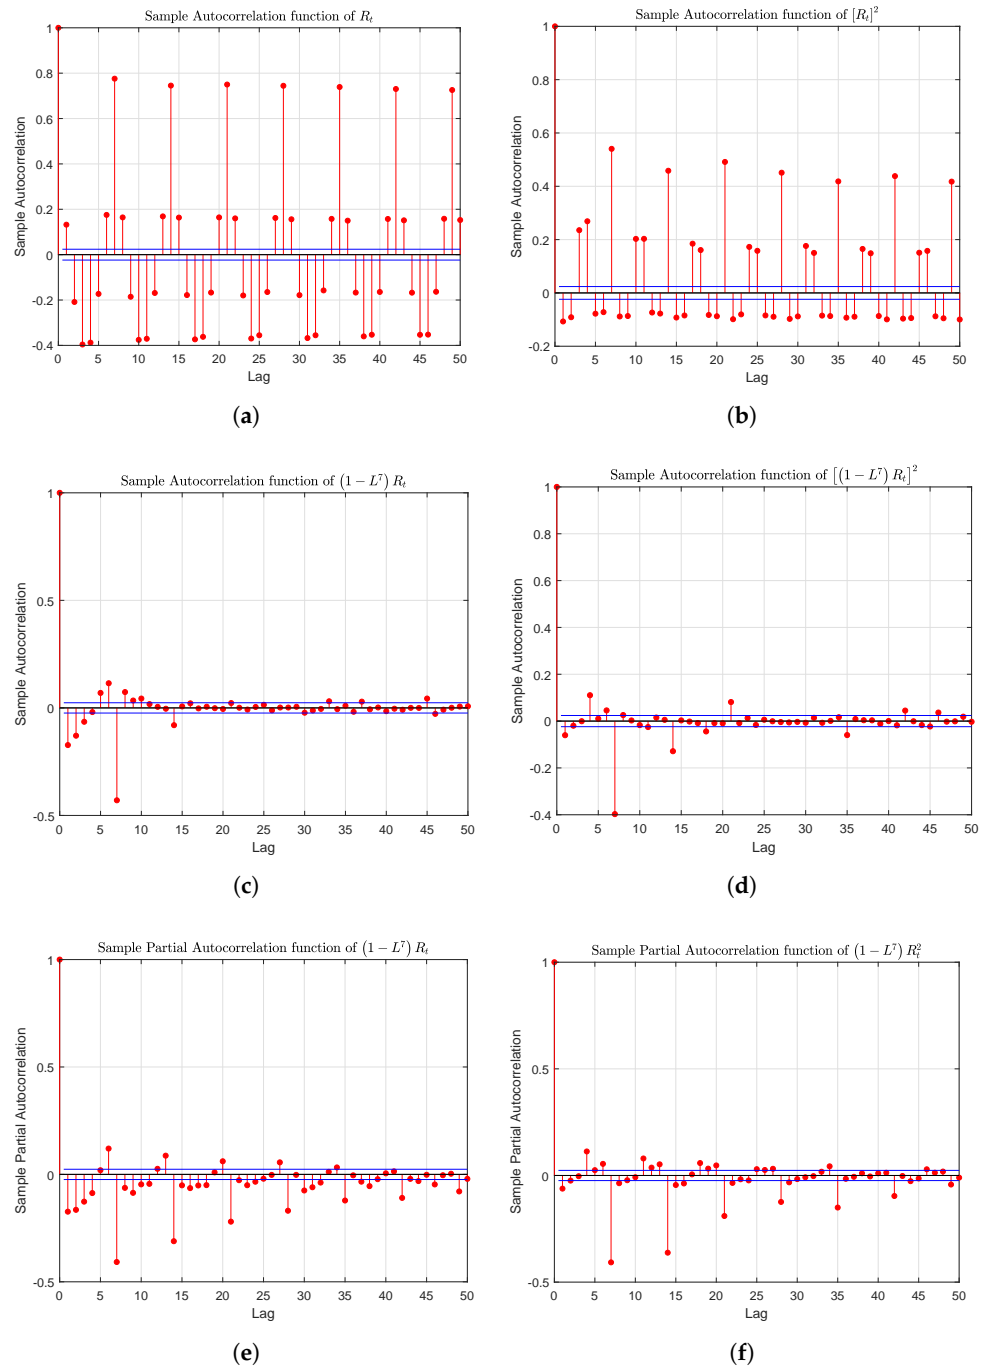 Sample Autocorrelation function of R_t
1
0.8
0.6
0.4
0.2
0
-0.2
-0.4
Sample Autocorrelation
0 5 10 15 20 25 30 35 40 45 50
Lag
(a)
Sample Autocorrelation function of [R_t]^2
1
0.8
0.6
0.4
0.2
0
-0.2
Sample Autocorrelation
0 5 10 15 20 25 30 35 40 45 50
Lag
(b)
Sample Autocorrelation function of (1 − L^7) R_t
1
0.5
0
-0.5
Sample Autocorrelation
0 5 10 15 20 25 30 35 40 45 50
Lag
(c)
Sample Autocorrelation function of [(1 − L^7) R_t]^2
1
0.8
0.6
0.4
0.2
0
-0.2
-0.4
Sample Autocorrelation
0 5 10 15 20 25 30 35 40 45 50
Lag
(d)
Sample Partial Autocorrelation function of (1 − L^7) R_t
1
0.5
0
-0.5
Sample Partial Autocorrelation
0 5 10 15 20 25 30 35 40 45 50
Lag
(e)
Sample Partial Autocorrelation function of (1 − L^7) R_t^2
1
0.5
0
-0.5
Sample Partial Autocorrelation
0 5 10 15 20 25 30 35 40 45 50
Lag
(f)